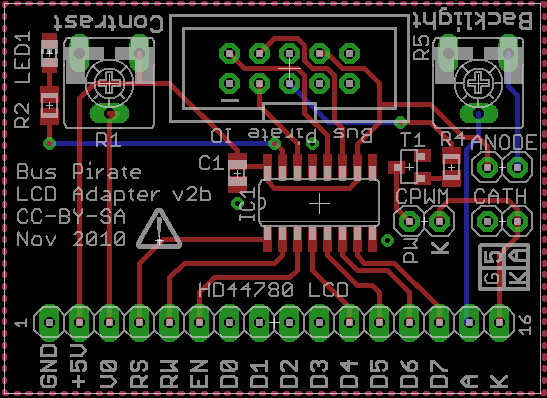 Contrast
Backlight
LED1
R5
R2
R1
Bus Pirate IO
T1
R4
ANODE
C1
Bus Pirate
LCD Adapter v2b
CC-BY-SA
Nov 2010
IC1
CPWM
CATH
PW
K
G5
KA
HD44780 LCD
1
16
GND
+5V
V0
RS
RW
EN
D0
D1
D2
D3
D4
D5
D6
D7
A
K